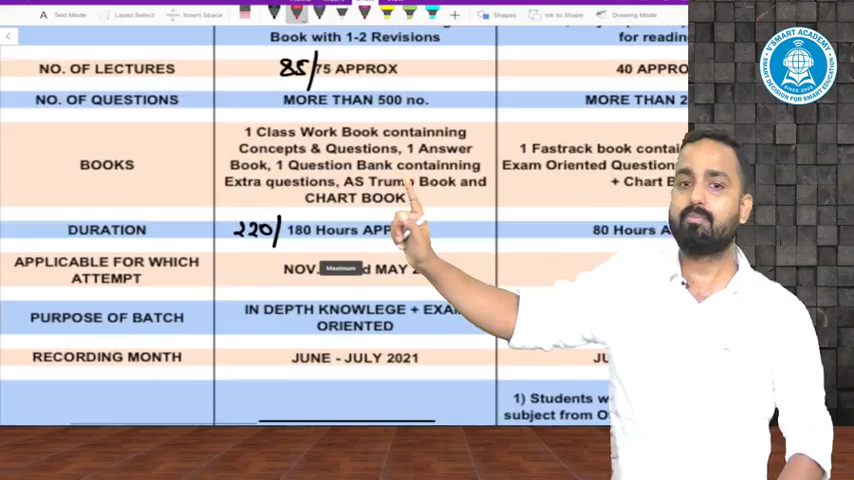 Text Mode
Lasso Select
Insert Space
Shapes
Ink to Shape
Drawing Mode
Book with 1-2 Revisions
for reading
NO. OF LECTURES
85/75 APPROX
40 APPRO
NO. OF QUESTIONS
MORE THAN 500 no.
MORE THAN 2
BOOKS
1 Class Work Book containning
Concepts & Questions, 1 Answer
Book, 1 Question Bank containning
Extra questions, AS Trump Book and
CHART BOOK
1 Fastrack book contai
Exam Oriented Questions
+ Chart B
DURATION
220/ 180 Hours APP
80 Hours A
APPLICABLE FOR WHICH
ATTEMPT
NOV. d MAY 2
Maximum
PURPOSE OF BATCH
IN DEPTH KNOWLEGE + EXA
ORIENTED
RECORDING MONTH
JUNE - JULY 2021
JU
1) Students w
subject from O
V SMART ACADEMY
SMART DECISION FOR SMART EDUCATION